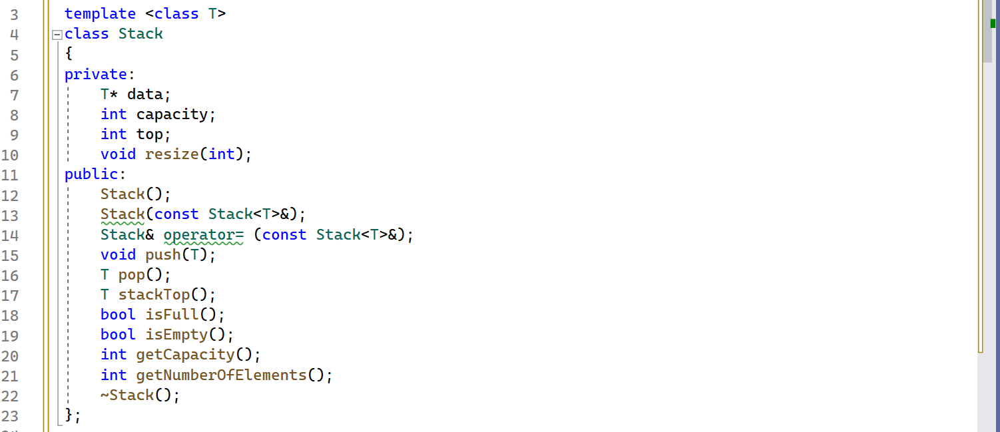 3 template <class T>
4 class Stack
5 {
6 private:
7 T* data;
8 int capacity;
9 int top;
10 void resize(int);
11 public:
12 Stack();
13 Stack(const Stack<T>&);
14 Stack& operator= (const Stack<T>&);
15 void push(T);
16 T pop();
17 T stackTop();
18 bool isFull();
19 bool isEmpty();
20 int getCapacity();
21 int getNumberOfElements();
22 ~Stack();
23 };